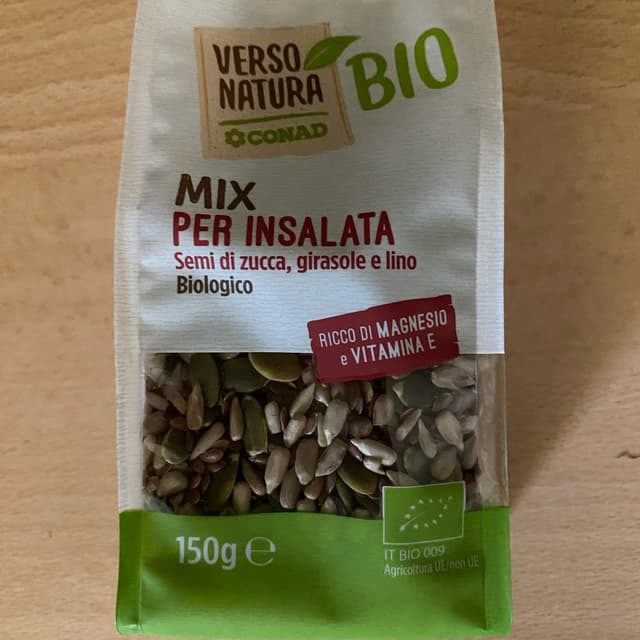 VERSO
NATURA
CONAD
BIO
MIX
PER INSALATA
Semi di zucca, girasole e lino
Biologico
RICCO DI MAGNESIO
e VITAMINA E
150g ℮
IT BIO 009
Agricoltura UE/non UE